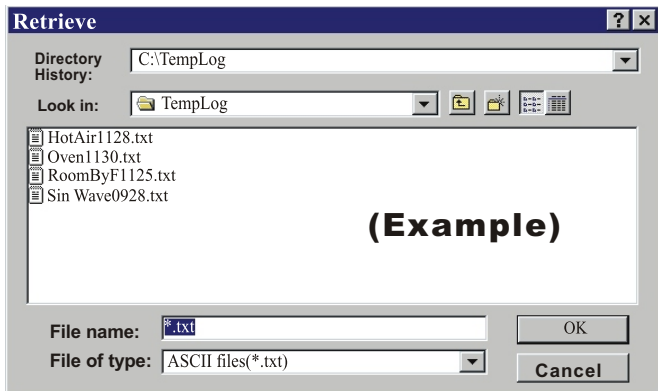 Retrieve
Directory History:
C:\TempLog
Look in:
TempLog
HotAir1128.txt
Oven1130.txt
RoomByF1125.txt
Sin Wave0928.txt
(Example)
File name:
*.txt
OK
File of type:
ASCII files(*.txt)
Cancel